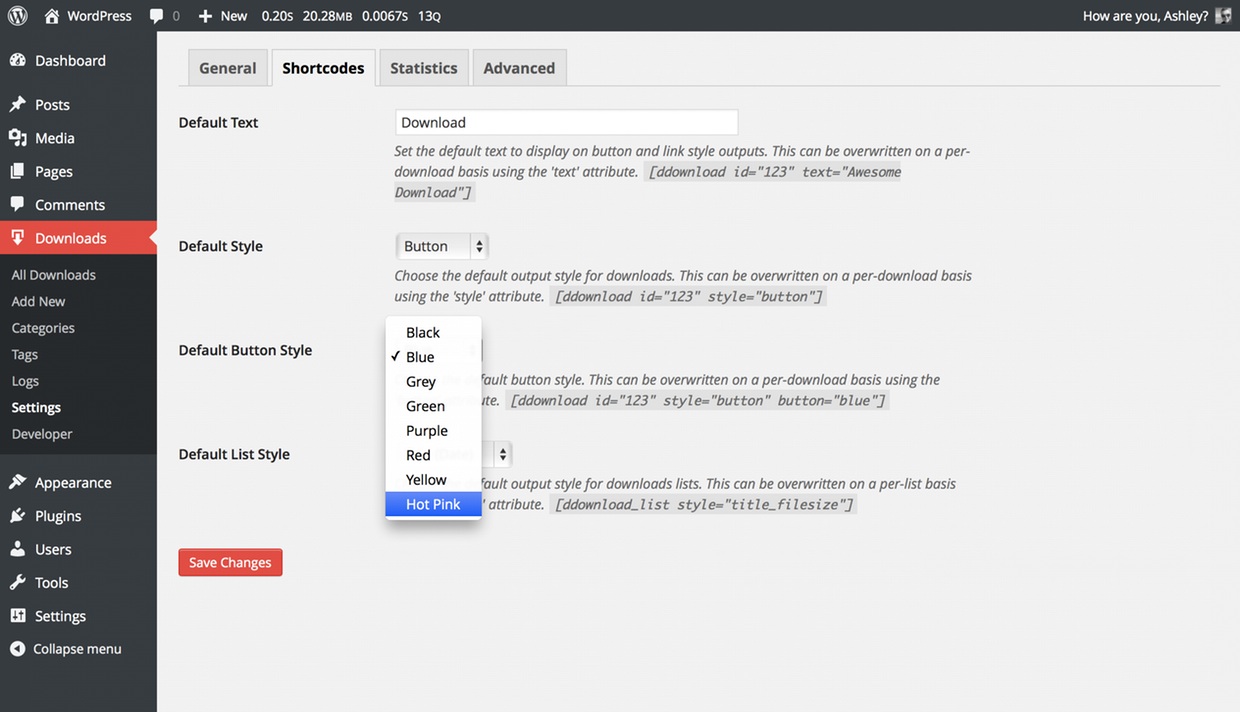 WordPress 0 New 0.20S 20.28MB 0.0067S 13Q How are you, Ashley?
Dashboard
Posts
Media
Pages
Comments
Downloads
All Downloads
Add New
Categories
Tags
Logs
Settings
Developer
Appearance
Plugins
Users
Tools
Settings
Collapse menu
General Shortcodes Statistics Advanced
Default Text
Download
Set the default text to display on button and link style outputs. This can be overwritten on a per-
download basis using the 'text' attribute. [ddownload id="123" text="Awesome
Download"]
Default Style
Button
Choose the default output style for downloads. This can be overwritten on a per-download basis
using the 'style' attribute. [ddownload id="123" style="button"]
Default Button Style
Black
Blue
Grey
Green
Purple
Red
Yellow
Hot Pink
button style. This can be overwritten on a per-download basis using the
[ddownload id="123" style="button" button="blue"]
Default List Style
output style for downloads lists. This can be overwritten on a per-list basis
attribute. [ddownload_list style="title_filesize"]
Save Changes